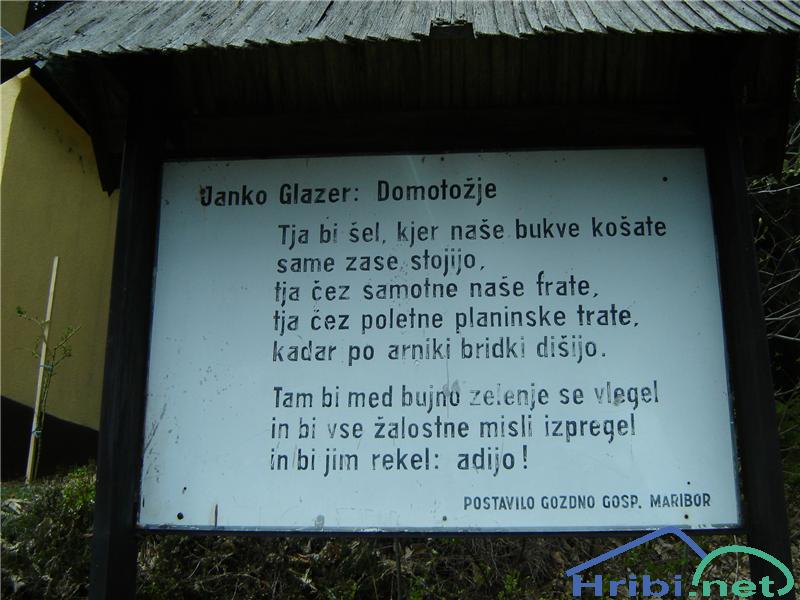 Janko Glazer: Domotožje
Tja bi šel, kjer naše bukve košate
same zase stojijo,
tja čez samotne naše frate,
tja čez poletne planinske trate,
kadar po arniki bridki dišijo.
Tam bi med bujno zelenje se vlegel
in bi vse žalostne misli izpregel
in bi jim rekel: adijo!
POSTAVILO GOZDNO GOSP. MARIBOR
Hribi.net